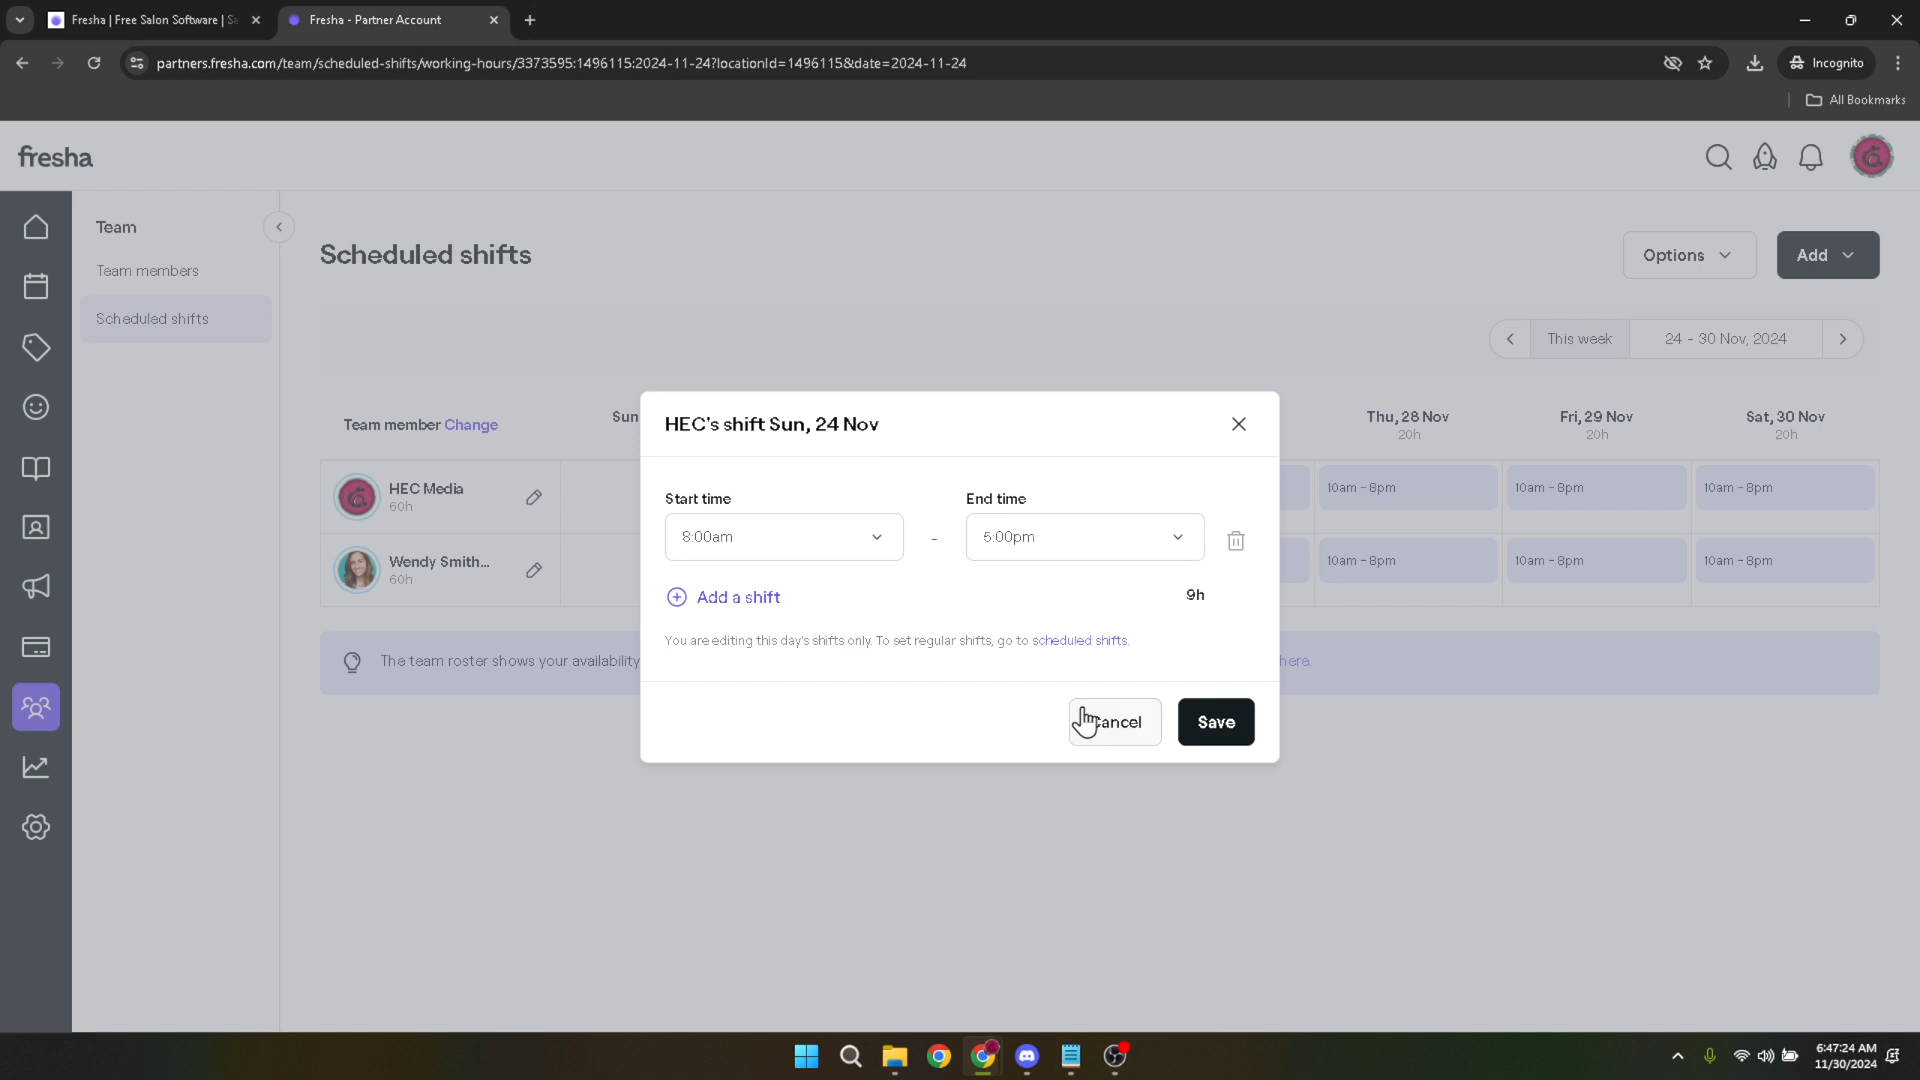 Fresha | Free Salon Software | Sa
Fresha - Partner Account
partners.fresha.com/team/scheduled-shifts/working-hours/3373595:1496115:2024-11-24?locationId=1496115&date=2024-11-24
Incognito
All Bookmarks
fresha
Team
Team members
Scheduled shifts
Scheduled shifts
Options
Add
This week
24 - 30 Nov, 2024
Team member Change
Sun
Thu, 28 Nov
20h
Fri, 29 Nov
20h
Sat, 30 Nov
20h
HEC Media
60h
10am - 8pm
10am - 8pm
10am - 8pm
Wendy Smith...
60h
10am - 8pm
10am - 8pm
10am - 8pm
The team roster shows your availability
here.
HEC's shift Sun, 24 Nov
Start time
End time
8:00am
-
5:00pm
Add a shift
9h
You are editing this day's shifts only. To set regular shifts, go to scheduled shifts.
Cancel
Save
6:47:24 AM
11/30/2024